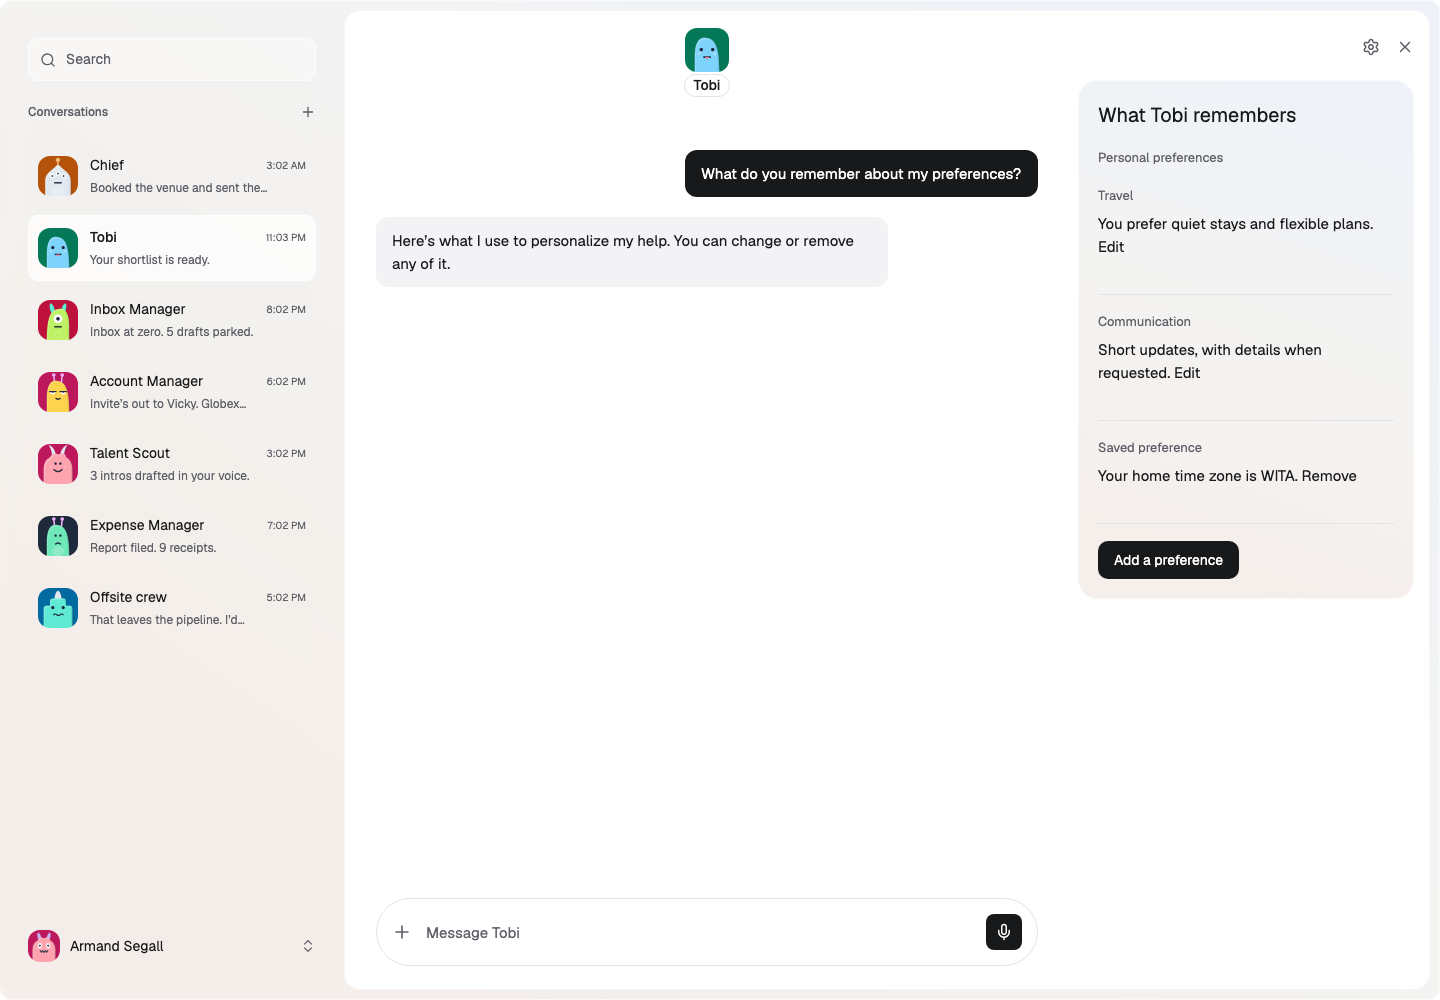 Search
Conversations
Chief
3:02 AM
Booked the venue and sent the…
Tobi
11:03 PM
Your shortlist is ready.
Inbox Manager
8:02 PM
Inbox at zero. 5 drafts parked.
Account Manager
6:02 PM
Invite's out to Vicky. Globex…
Talent Scout
3:02 PM
3 intros drafted in your voice.
Expense Manager
7:02 PM
Report filed. 9 receipts.
Offsite crew
5:02 PM
That leaves the pipeline. I'd…
Armand Segall
Tobi
What do you remember about my preferences?
Here's what I use to personalize my help. You can change or remove
any of it.
Message Tobi
What Tobi remembers
Personal preferences
Travel
You prefer quiet stays and flexible plans.
Edit
Communication
Short updates, with details when
requested. Edit
Saved preference
Your home time zone is WITA. Remove
Add a preference